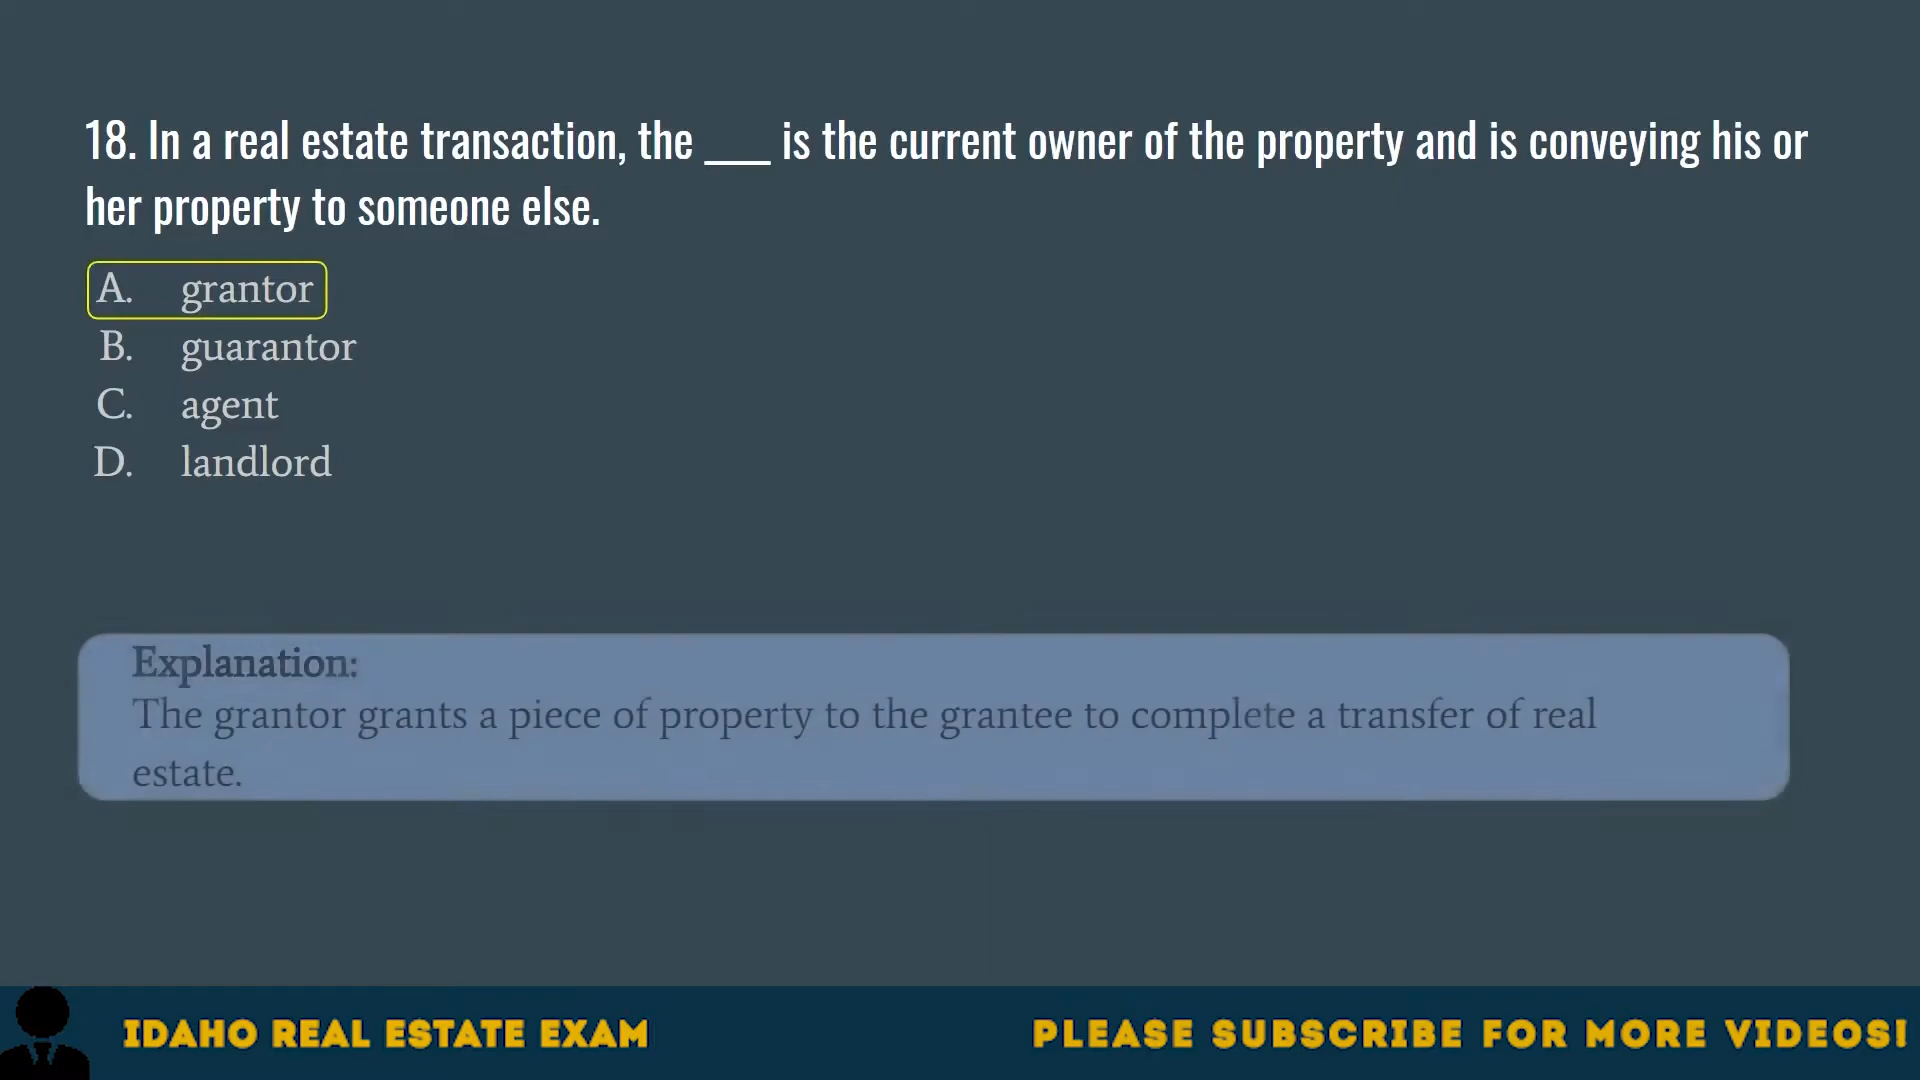 18. In a real estate transaction, the ____ is the current owner of the property and is conveying his or
her property to someone else.
A. grantor
B. guarantor
C. agent
D. landlord
Explanation:
The grantor grants a piece of property to the grantee to complete a transfer of real
estate.
IDAHO REAL ESTATE EXAM
PLEASE SUBSCRIBE FOR MORE VIDEOS!